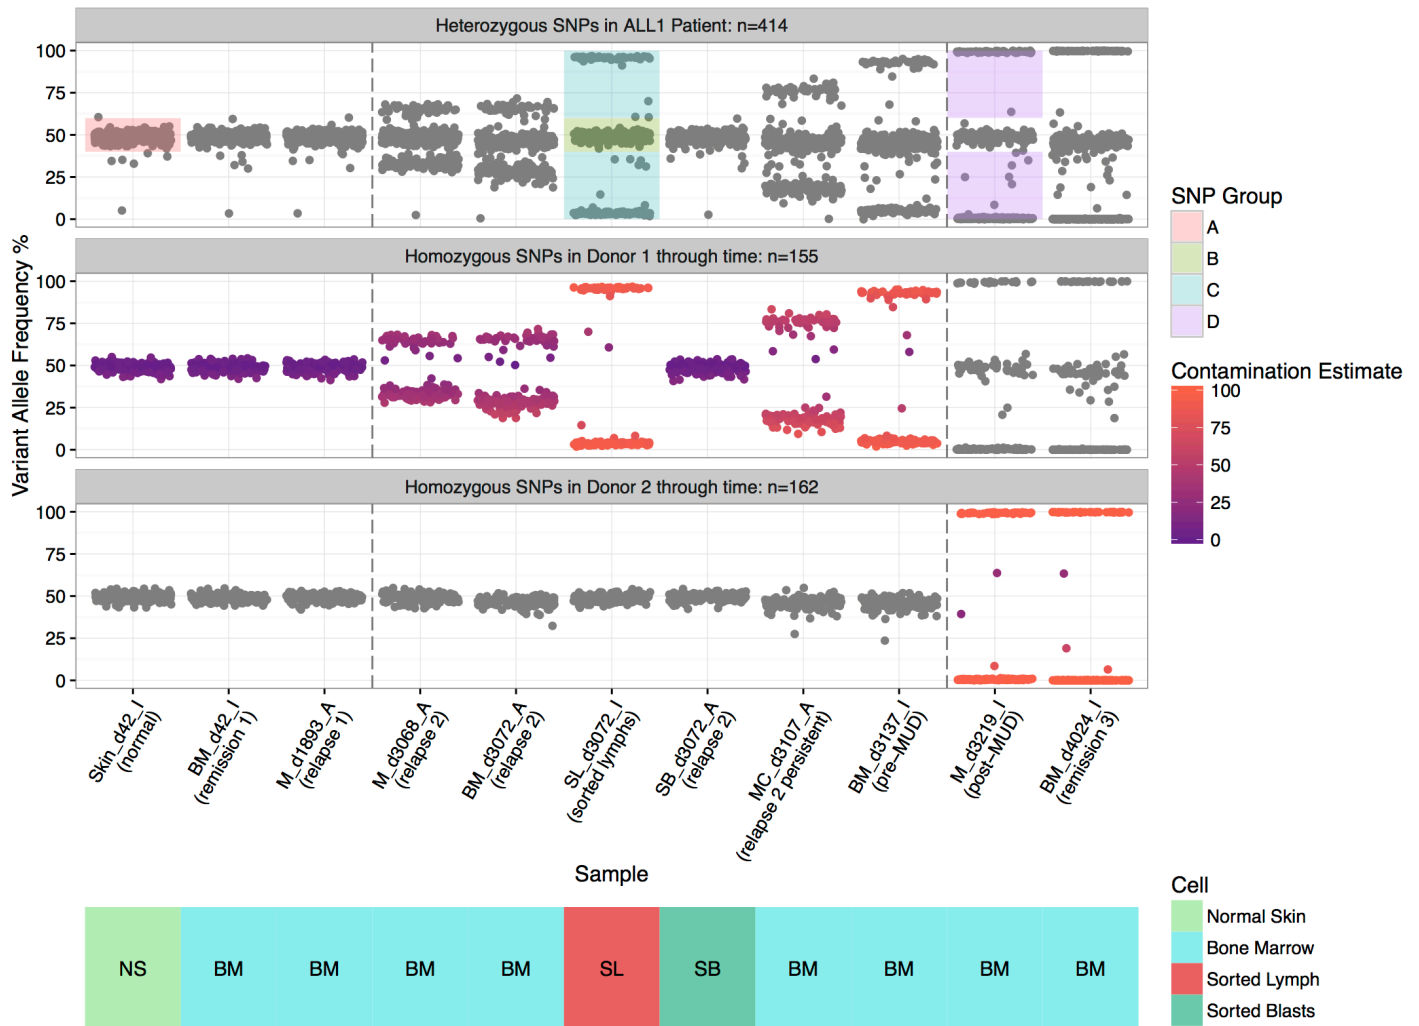 Heterozygous SNPs in ALL1 Patient: n=414
100
75
50
25
0
Homozygous SNPs in Donor 1 through time: n=155
100
75
50
25
0
Homozygous SNPs in Donor 2 through time: n=162
100
75
50
25
0
Variant Allele Frequency %
Skin_d42_I
(normal)
BM_d42_I
(remission 1)
M_d1893_A
(relapse 1)
M_d3068_A
(relapse 2)
BM_d3072_A
(relapse 2)
SL_d3072_I
(sorted lymphs)
SB_d3072_A
(relapse 2)
MC_d3107_A
(relapse 2 persistent)
BM_d3137_I
(pre-MUD)
M_d3219_I
(post-MUD)
BM_d4024_I
(remission 3)
Sample
SNP Group
A
B
C
D
Contamination Estimate
100
75
50
25
0
NS
BM
BM
BM
BM
SL
SB
BM
BM
BM
BM
Cell
Normal Skin
Bone Marrow
Sorted Lymph
Sorted Blasts